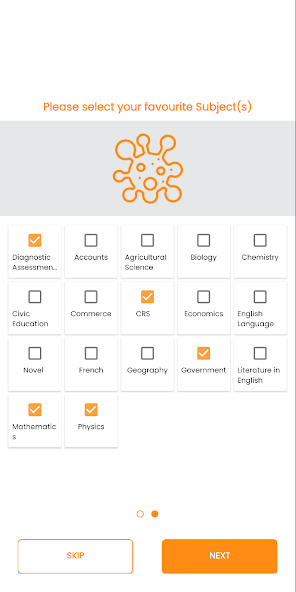 Please select your favourite Subject(s)
Diagnostic
Assessmen...
Accounts
Agricultural
Science
Biology
Chemistry
Civic
Education
Commerce
CRS
Economics
English
Language
Novel
French
Geography
Government
Literature in
English
Mathematic
s
Physics
SKIP
NEXT